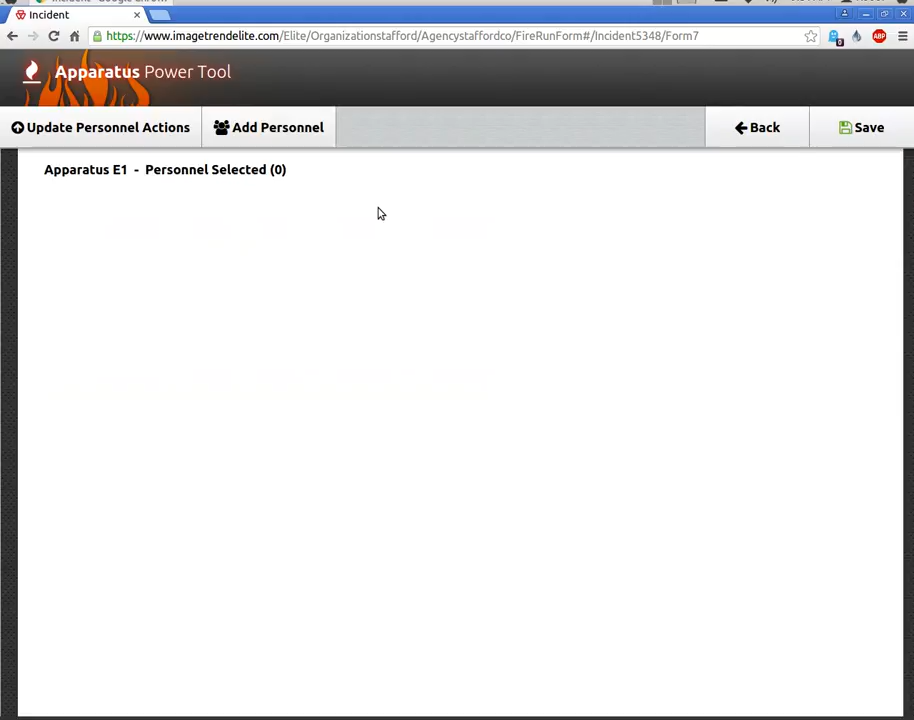 Incident
https://www.imagetrendelite.com/Elite/Organizationstafford/Agencystaffordco/FireRunForm#/Incident5348/Form7
ABP
Apparatus Power Tool
Update Personnel Actions
Add Personnel
Back
Save
Apparatus E1 - Personnel Selected (0)